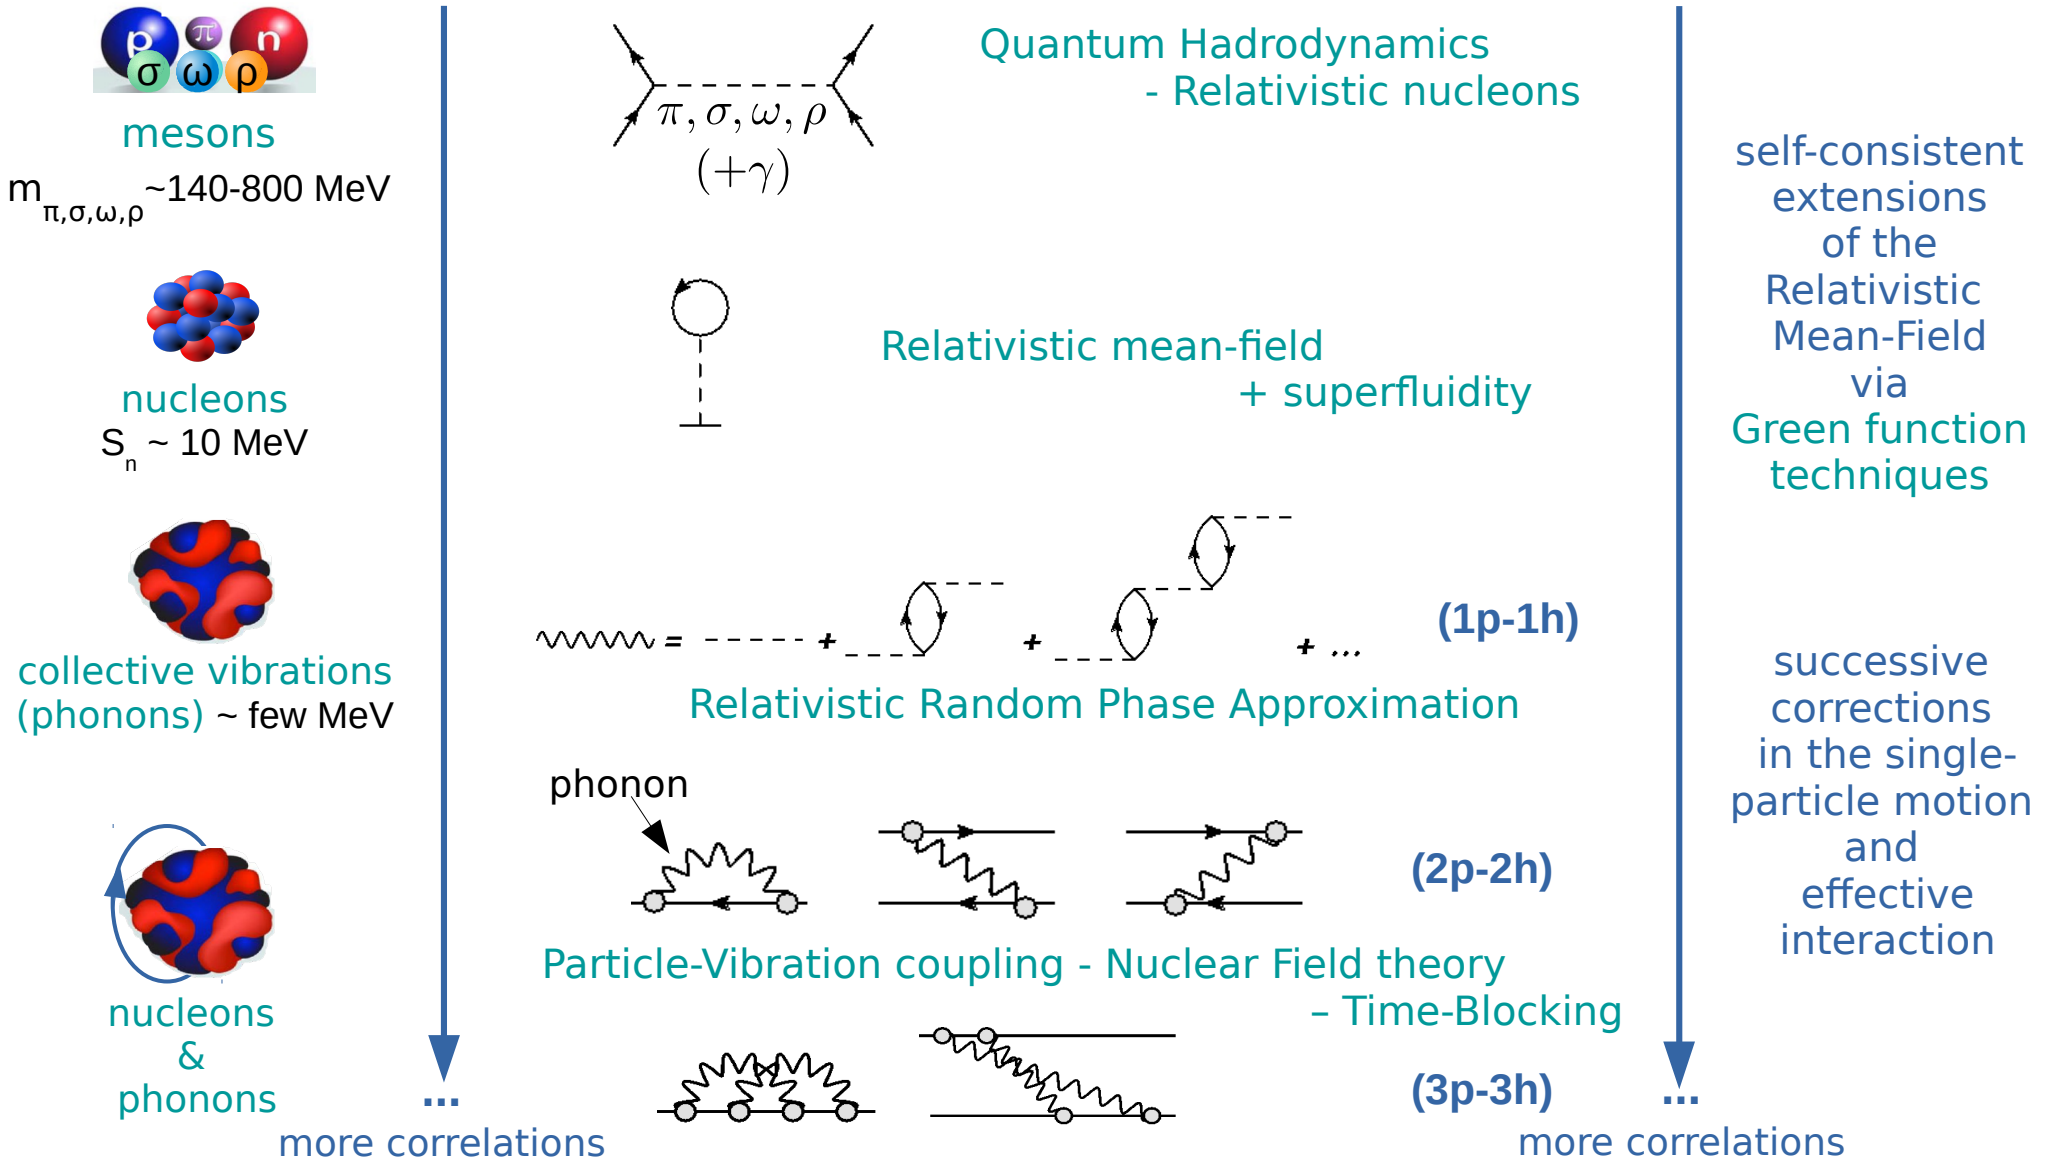 p π n
σ ω ρ
mesons
m π,σ,ω,ρ ~140-800 MeV
nucleons
S n ~ 10 MeV
collective vibrations
(phonons) ~ few MeV
nucleons
&
phonons
...
more correlations
π, σ, ω, ρ
(+γ)
Quantum Hadrodynamics
- Relativistic nucleons
Relativistic mean-field
+ superfluidity
= + + + ...
(1p-1h)
Relativistic Random Phase Approximation
phonon
(2p-2h)
Particle-Vibration coupling - Nuclear Field theory
– Time-Blocking
(3p-3h)
self-consistent
extensions
of the
Relativistic
Mean-Field
via
Green function
techniques
successive
corrections
in the single-
particle motion
and
effective
interaction
...
more correlations